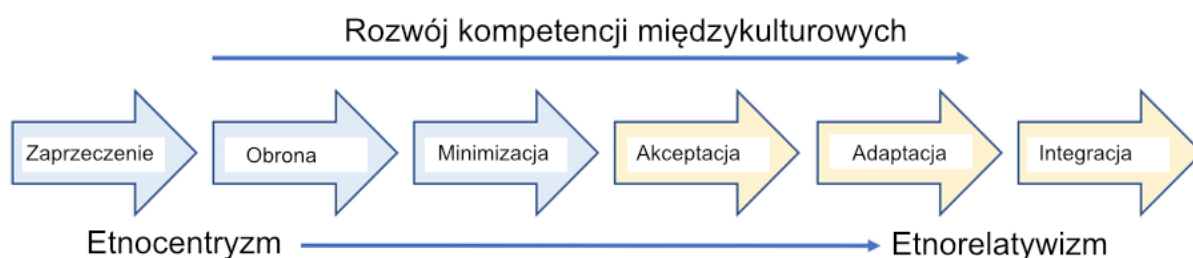 Rozwój kompetencji międzykulturowych
Zaprzeczenie
Obrona
Minimizacja
Akceptacja
Adaptacja
Integracja
Etnocentryzm
Etnorelatywizm